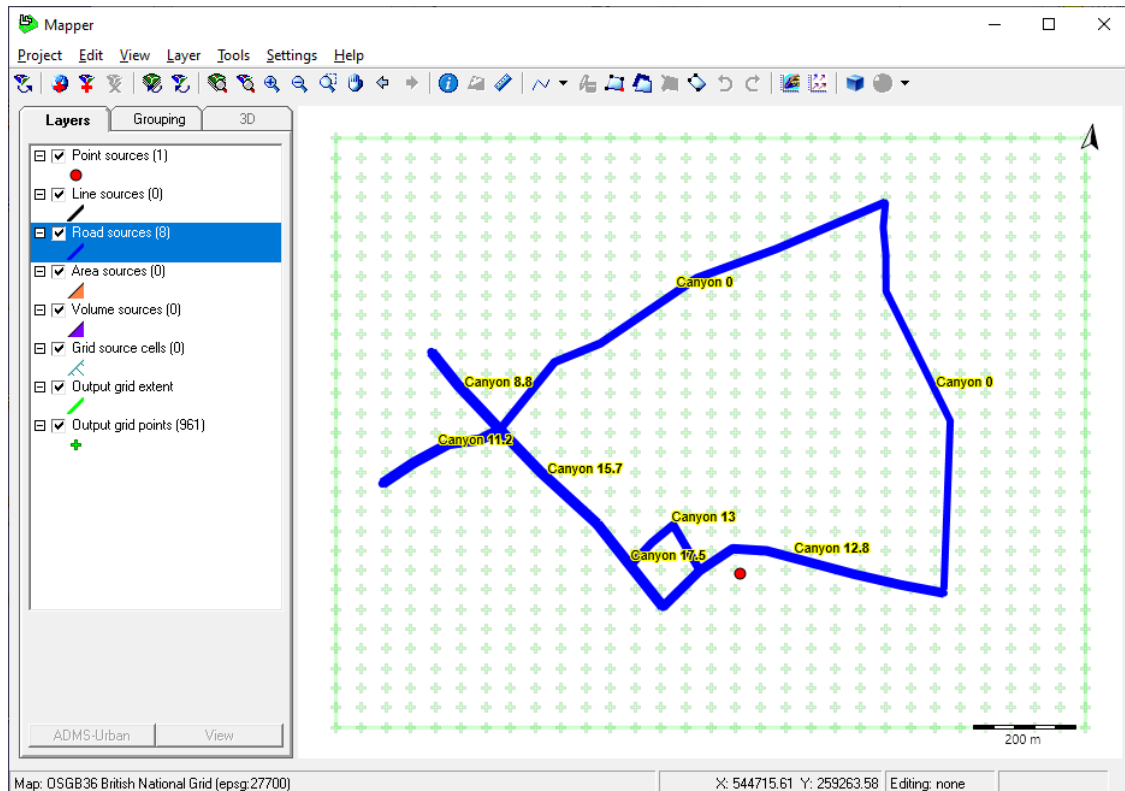 Mapper
Project Edit View Layer Tools Settings Help
Layers Grouping 3D
Point sources (1)
Line sources (0)
Road sources (8)
Area sources (0)
Volume sources (0)
Grid source cells (0)
Output grid extent
Output grid points (961)
ADMS-Urban View
Canyon 0
Canyon 8.8
Canyon 0
Canyon 11.2
Canyon 15.7
Canyon 13
Canyon 17.5
Canyon 12.8
200 m
Map: OSGB36 British National Grid (epsg:27700) X: 544715.61 Y: 259263.58 Editing: none